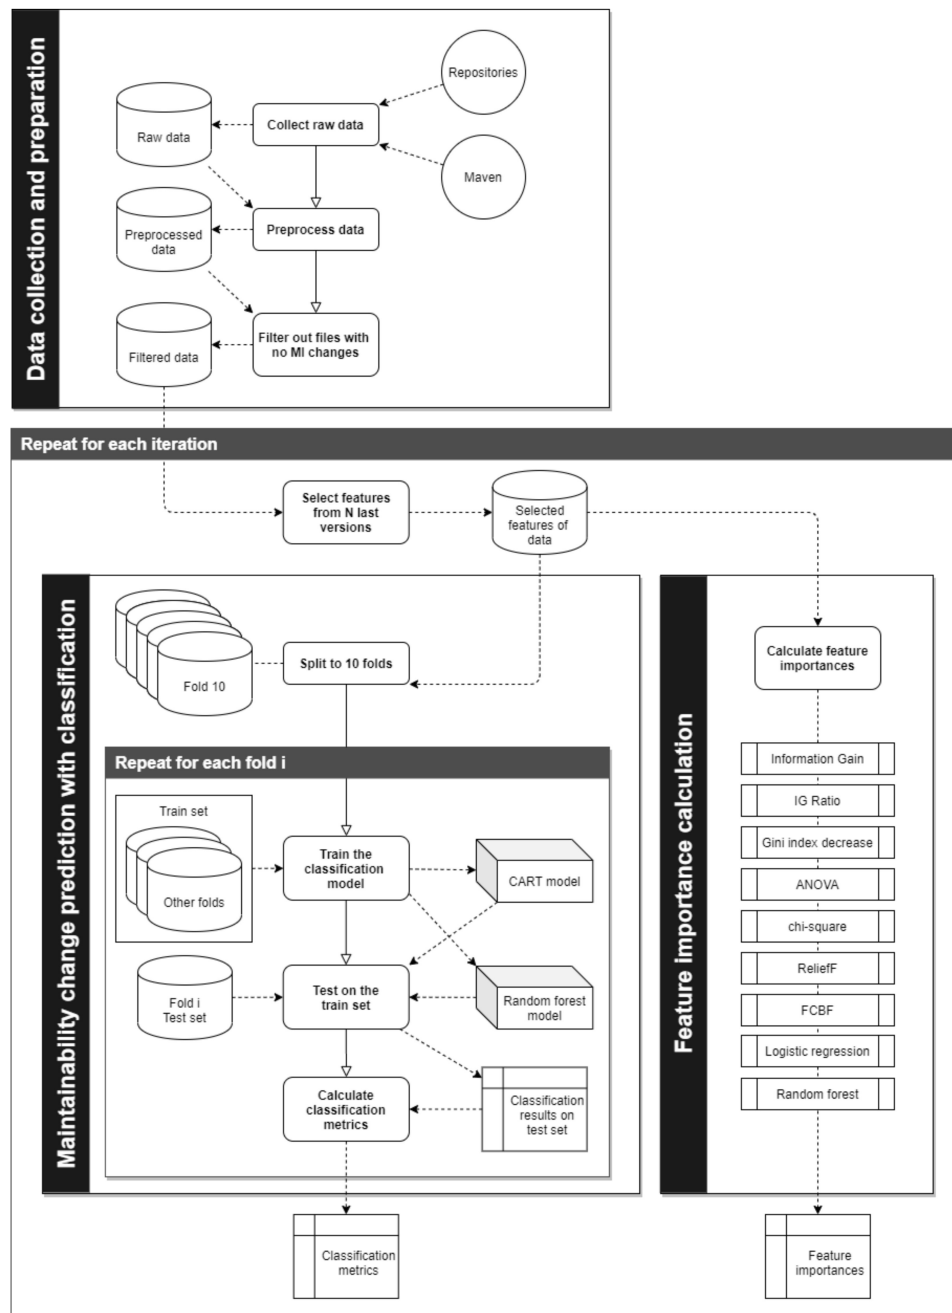 Data collection and preparation
Repositories
Raw data
Collect raw data
Maven
Preprocessed
data
Preprocess data
Filtered data
Filter out files with
no MI changes
Repeat for each iteration
Select features
from N last
versions
Selected
features of
data
Maintainability change prediction with classification
Fold 10
Split to 10 folds
Repeat for each fold i
Train set
Other folds
Train the
classification
model
CART model
Fold i
Test set
Test on the
train set
Random forest
model
Calculate
classification
metrics
Classification
results on
test set
Classification
metrics
Feature importance calculation
Calculate feature
importances
Information Gain
IG Ratio
Gini index decrease
ANOVA
chi-square
ReliefF
FCBF
Logistic regression
Random forest
Feature
importances